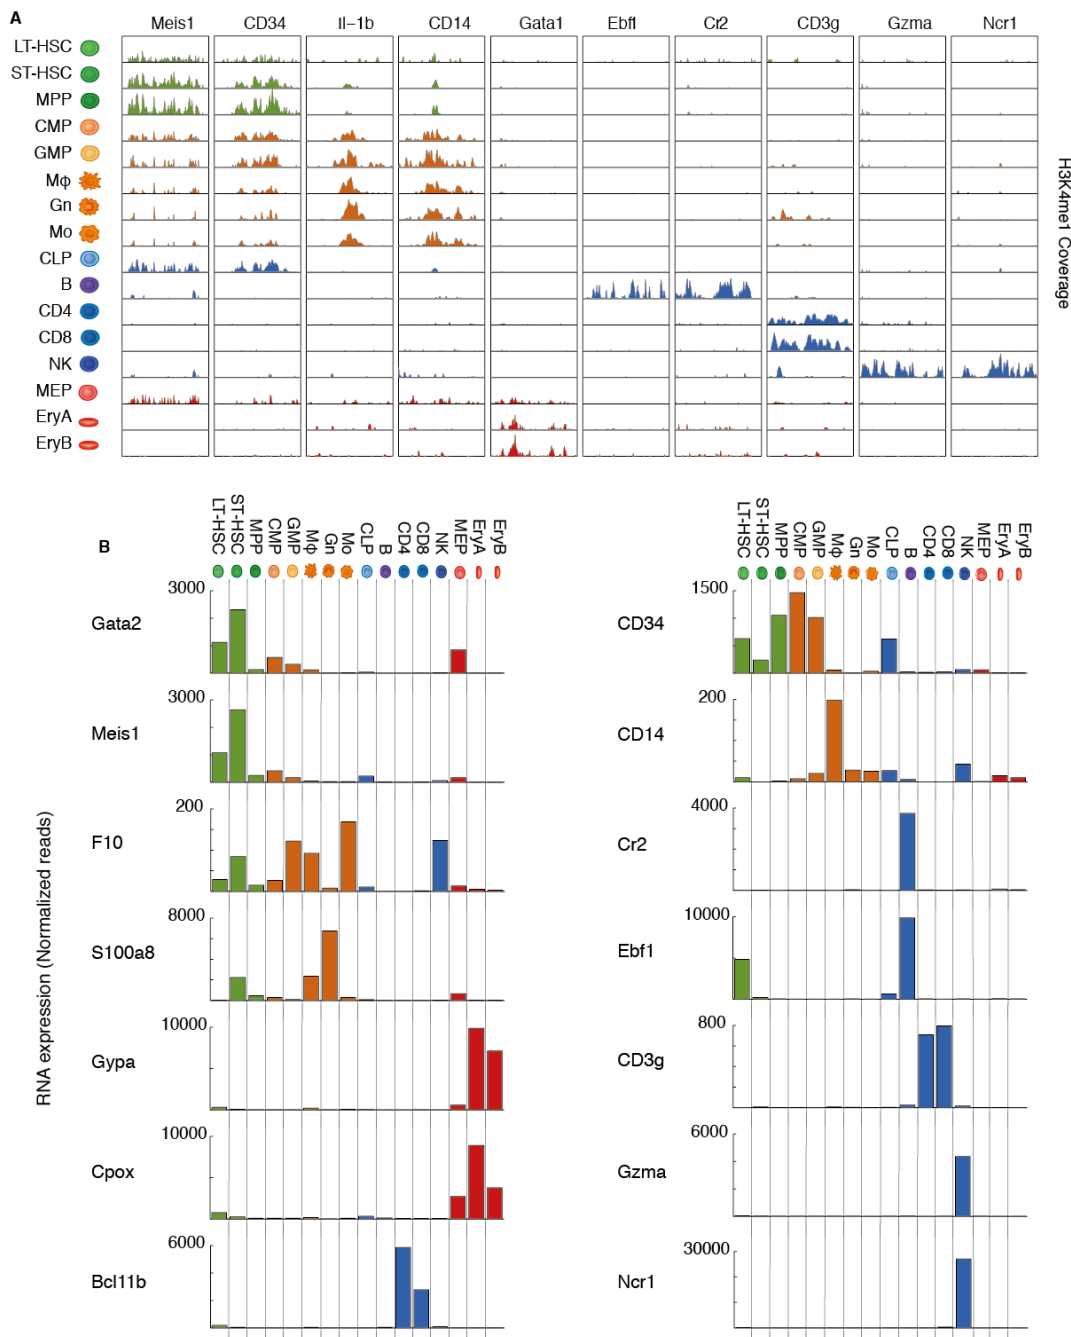 A
Meis1 CD34 Il-1b CD14 Gata1 Ebf1 Cr2 CD3g Gzma Ncr1
LT-HSC
ST-HSC
MPP
CMP
GMP
Mϕ
Gn
Mo
CLP
B
CD4
CD8
NK
MEP
EryA
EryB
H3K4me1 Coverage
B
LT-HSC ST-HSC MPP CMP GMP Mϕ Gn Mo CLP B CD4 CD8 NK MEP EryA EryB
RNA expression (Normalized reads)
3000
Gata2
3000
Meis1
200
F10
8000
S100a8
10000
Gypa
10000
Cpox
6000
Bcl11b
LT-HSC ST-HSC MPP CMP GMP Mϕ Gn Mo CLP B CD4 CD8 NK MEP EryA EryB
1500
CD34
200
CD14
4000
Cr2
10000
Ebf1
800
CD3g
6000
Gzma
30000
Ncr1